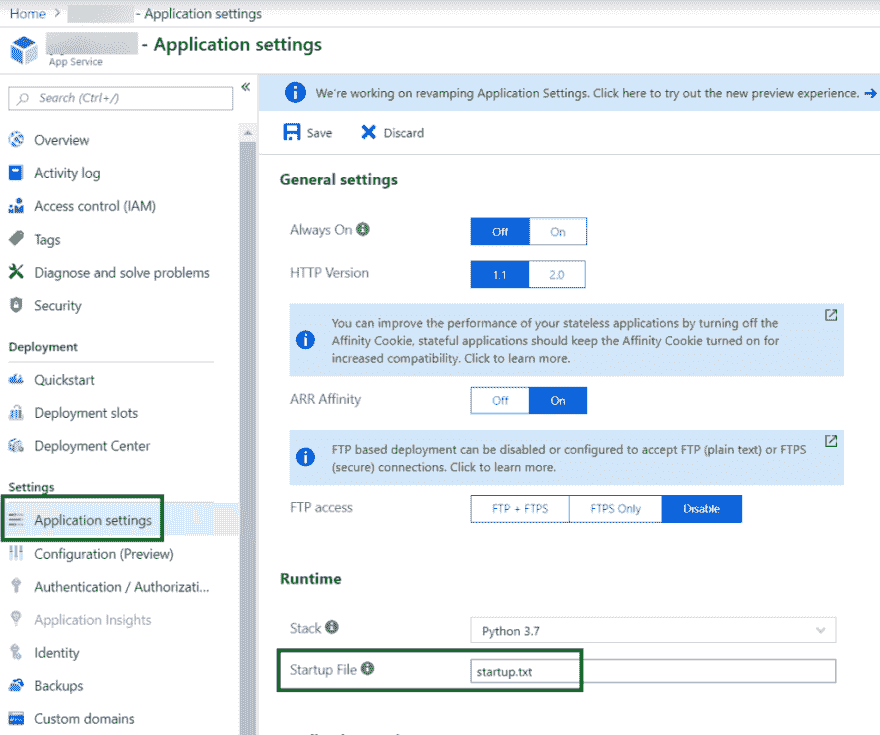 Home > - Application settings
- Application settings
App Service
Search (Ctrl+/)
«
Overview
Activity log
Access control (IAM)
Tags
Diagnose and solve problems
Security
Deployment
Quickstart
Deployment slots
Deployment Center
Settings
Application settings
Configuration (Preview)
Authentication / Authorizati...
Application Insights
Identity
Backups
Custom domains
We're working on revamping Application Settings. Click here to try out the new preview experience. →
Save Discard
General settings
Always On Off On
HTTP Version 1.1 2.0
You can improve the performance of your stateless applications by turning off the
Affinity Cookie, stateful applications should keep the Affinity Cookie turned on for
increased compatibility. Click to learn more.
ARR Affinity Off On
FTP based deployment can be disabled or configured to accept FTP (plain text) or FTPS
(secure) connections. Click to learn more.
FTP access FTP + FTPS FTPS Only Disable
Runtime
Stack Python 3.7
Startup File startup.txt